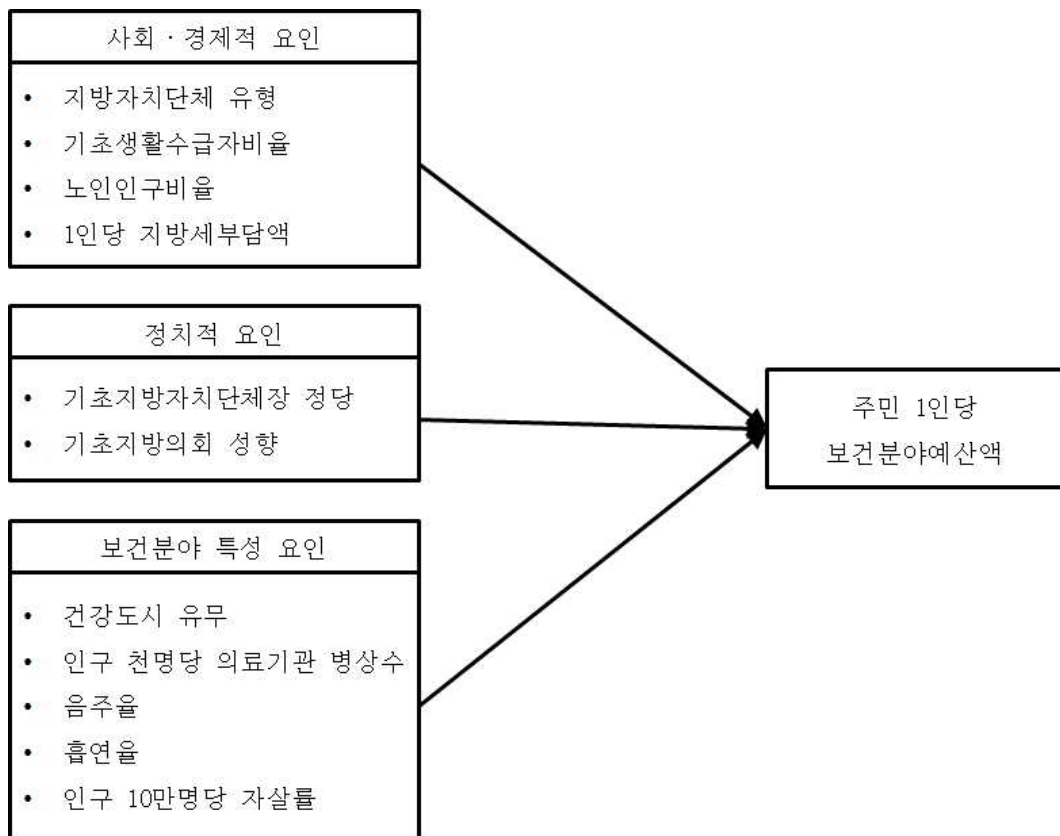 사회 · 경제적 요인
• 지방자치단체 유형
• 기초생활수급자비율
• 노인인구비율
• 1인당 지방세부담액
정치적 요인
• 기초지방자치단체장 정당
• 기초지방의회 성향
주민 1인당
보건분야예산액
보건분야 특성 요인
• 건강도시 유무
• 인구 천명당 의료기관 병상수
• 음주율
• 흡연율
• 인구 10만명당 자살률